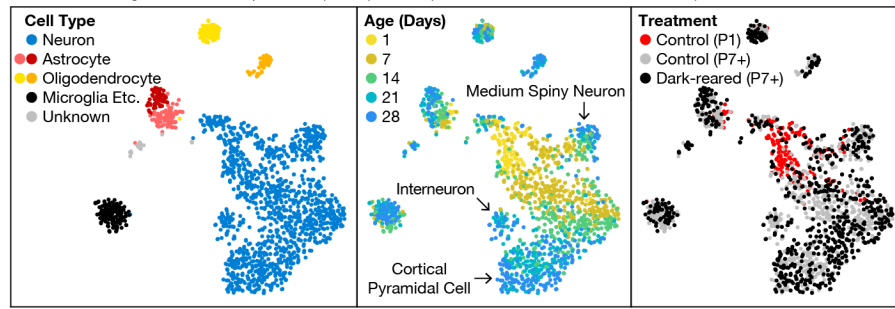 Cell Type
Neuron
Astrocyte
Oligodendrocyte
Microglia Etc.
Unknown
Age (Days)
1
7
14
21
28
Medium Spiny Neuron
Interneuron
Cortical
Pyramidal Cell
Treatment
Control (P1)
Control (P7+)
Dark-reared (P7+)